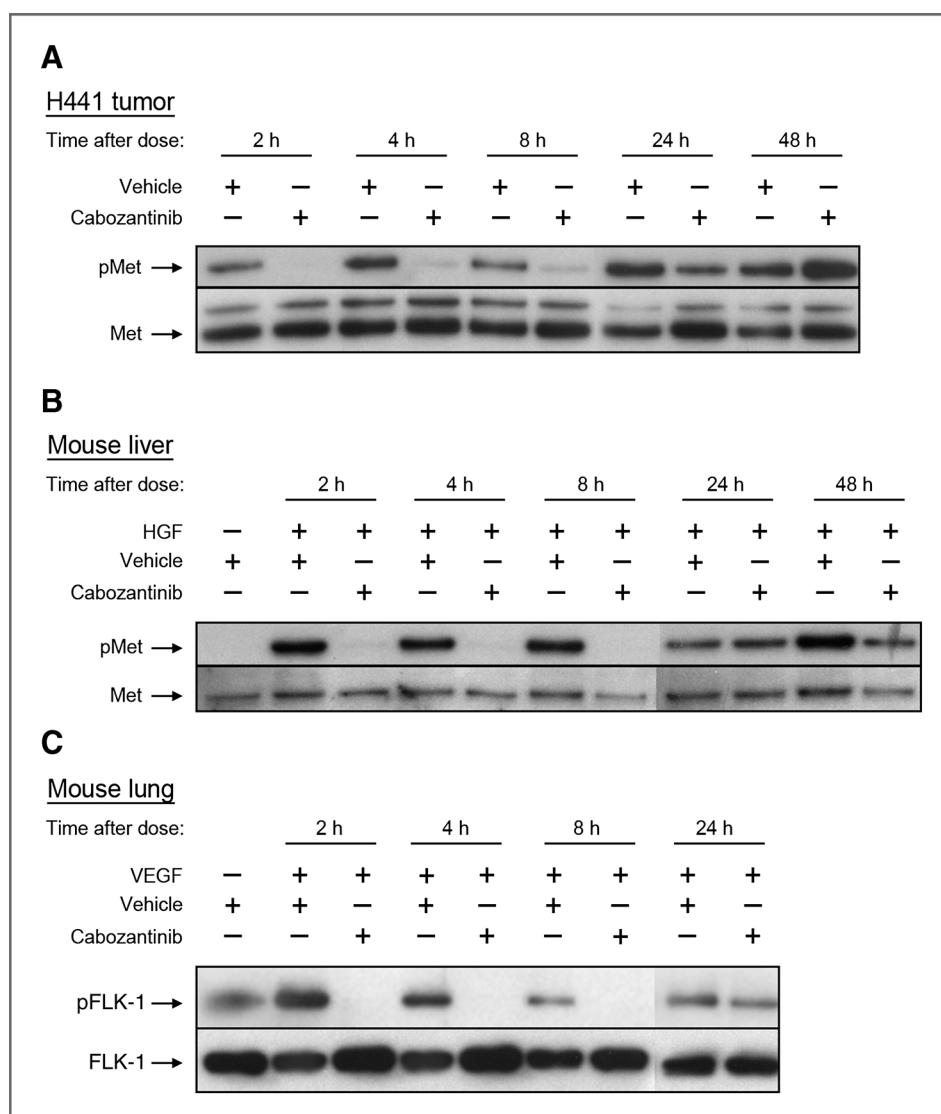 A
H441 tumor
Time after dose: 2 h 4 h 8 h 24 h 48 h
Vehicle + − + − + − + − + −
Cabozantinib − + − + − + − + − +
pMet
Met
B
Mouse liver
Time after dose: 2 h 4 h 8 h 24 h 48 h
HGF − + + + + + + + + + +
Vehicle + + − + − + − + − + −
Cabozantinib − − + − + − + − + − +
pMet
Met
C
Mouse lung
Time after dose: 2 h 4 h 8 h 24 h
VEGF − + + + + + + + +
Vehicle + + − + − + − + −
Cabozantinib − − + − + − + − +
pFLK-1
FLK-1